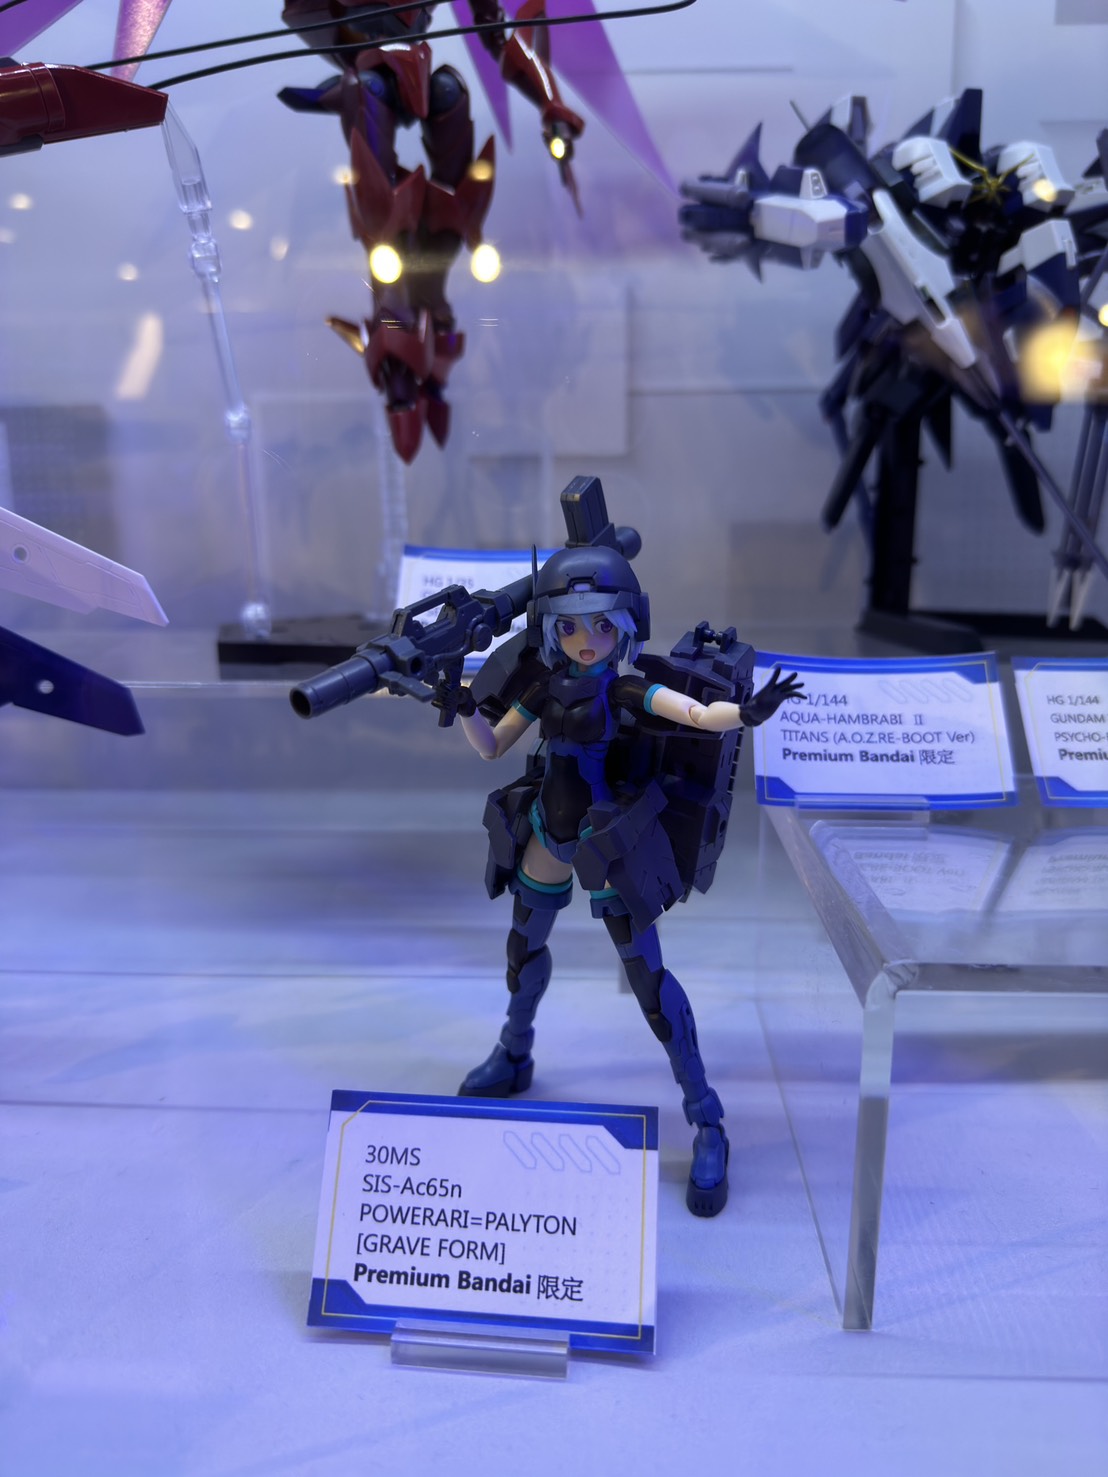 HG 1/144
AQUA-HAMBRABI II
TITANS (A.O.Z.RE-BOOT Ver)
Premium Bandai 限定
HG 1/144
GUNDAM
30MS
SIS-Ac65n
POWERARI=PALYTON
[GRAVE FORM]
Premium Bandai 限定